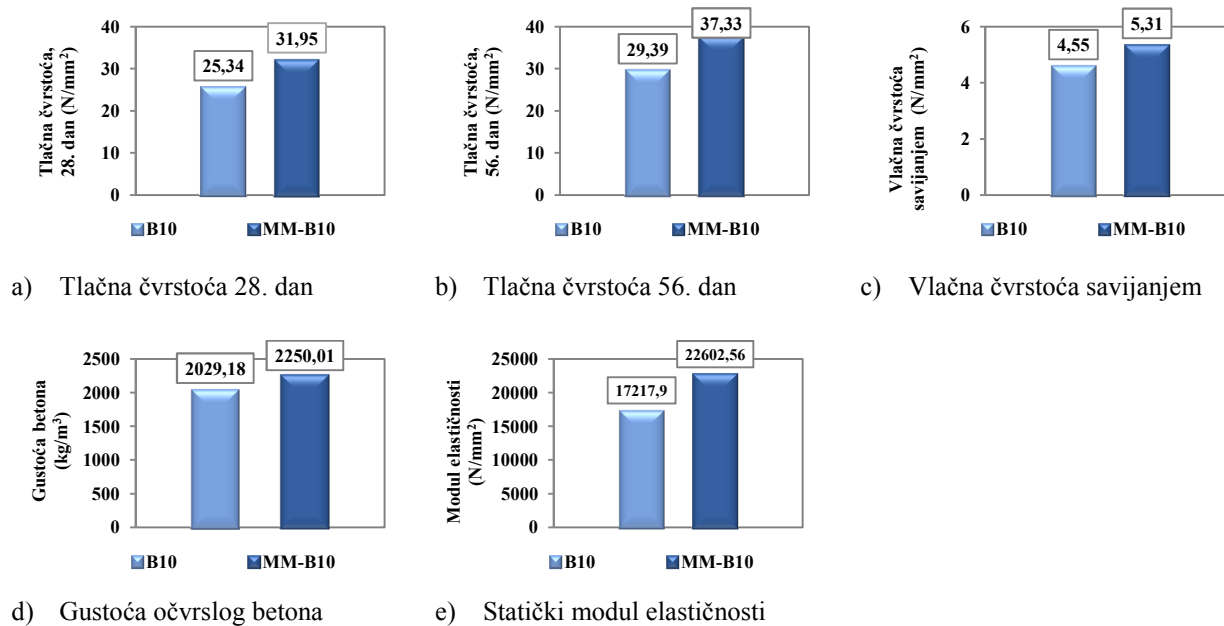 Tlačna čvrstoća,
28. dan (N/mm²)
40
30
20
10
0
25,34
31,95
B10
MM-B10
a) Tlačna čvrstoća 28. dan
Tlačna čvrstoća,
56. dan (N/mm²)
40
30
20
10
0
29,39
37,33
B10
MM-B10
b) Tlačna čvrstoća 56. dan
Vlačna čvrstoća
savijanjem (N/mm²)
6
4
2
0
4,55
5,31
B10
MM-B10
c) Vlačna čvrstoća savijanjem
Gustoća betona
(kg/m³)
2500
2000
1500
1000
500
0
2029,18
2250,01
B10
MM-B10
d) Gustoća očvrslog betona
Modul elastičnosti
(N/mm²)
25000
20000
15000
10000
5000
0
17217,9
22602,56
B10
MM-B10
e) Statički modul elastičnosti